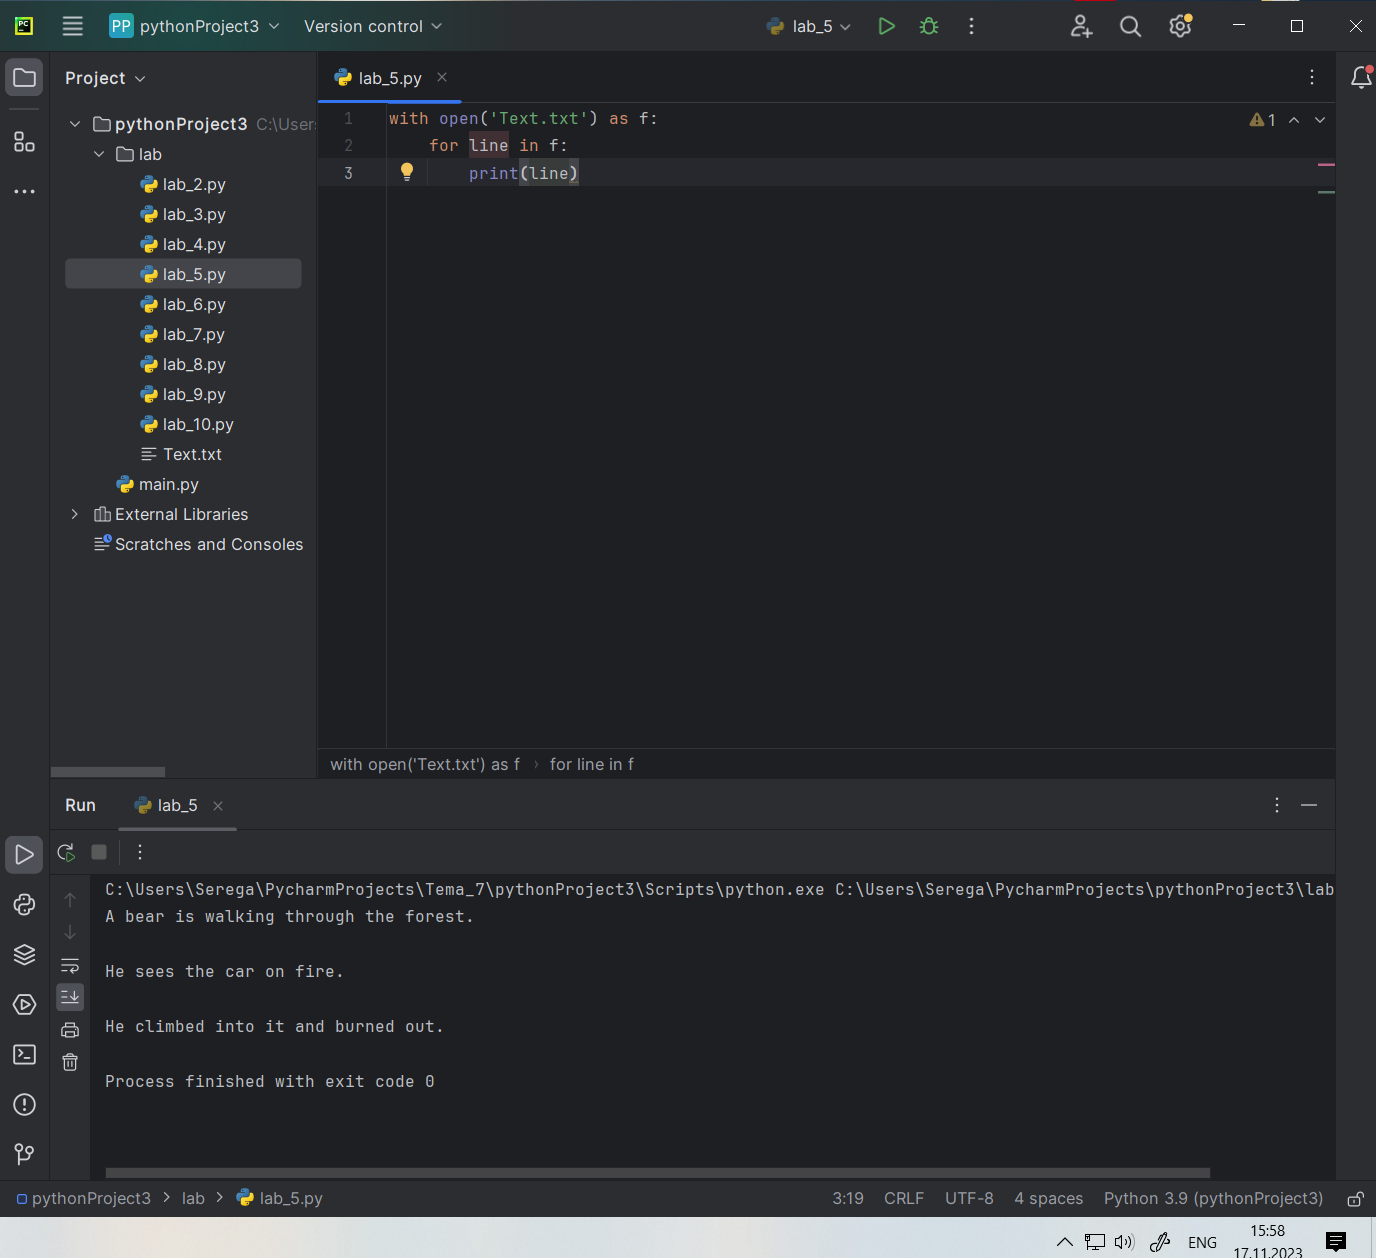 PC
PP pythonProject3
Version control
lab_5
Project
lab_5.py
pythonProject3 C:\User
lab
lab_2.py
lab_3.py
lab_4.py
lab_5.py
lab_6.py
lab_7.py
lab_8.py
lab_9.py
lab_10.py
Text.txt
main.py
External Libraries
Scratches and Consoles
1 with open('Text.txt') as f:
2 for line in f:
3 print(line)
1
with open('Text.txt') as f › for line in f
Run lab_5
C:\Users\Serega\PycharmProjects\Tema_7\pythonProject3\Scripts\python.exe C:\Users\Serega\PycharmProjects\pythonProject3\lab
A bear is walking through the forest.
He sees the car on fire.
He climbed into it and burned out.
Process finished with exit code 0
pythonProject3 > lab > lab_5.py
3:19 CRLF UTF-8 4 spaces Python 3.9 (pythonProject3)
ENG
15:58
17.11.2023